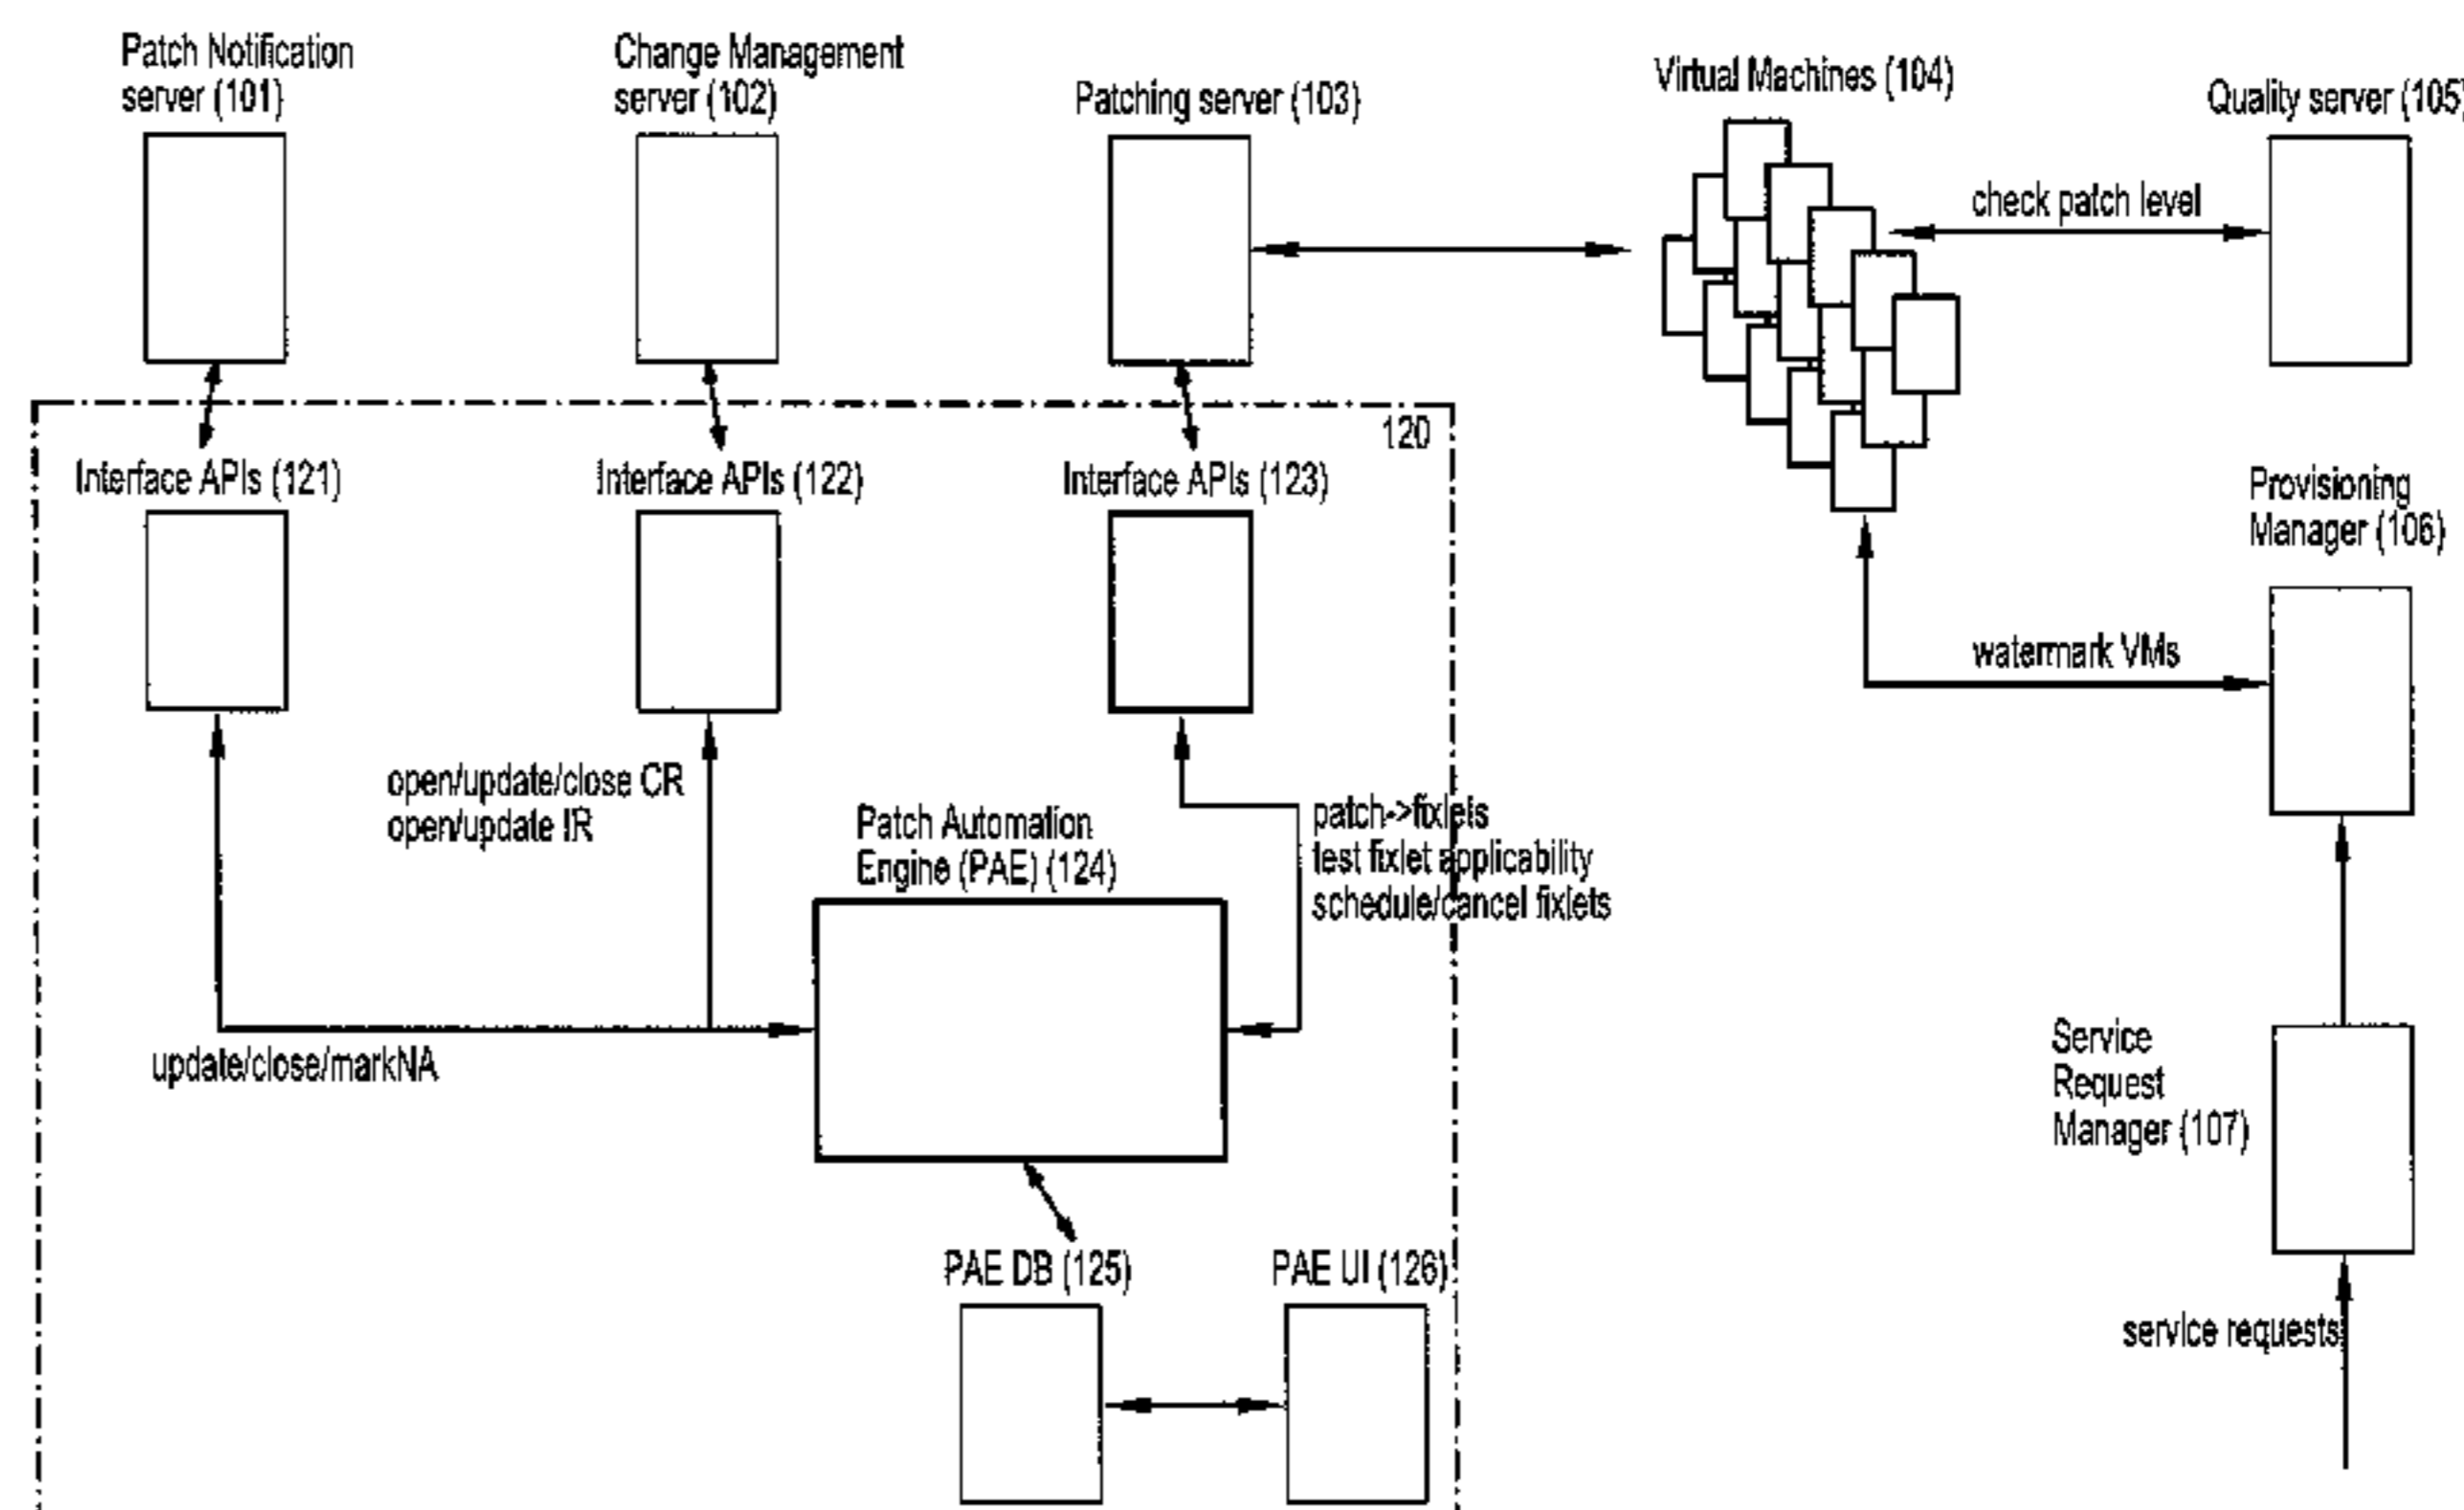 Patch Notification
server (101)
Change Management
server (102)
Patching server (103)
Virtual Machines (104)
Quality server (105)
check patch level
120
Interface APIs (121)
Interface APIs (122)
Interface APIs (123)
Provisioning
Manager (106)
watermark VMs
open/update/close CR
open/update IR
Patch Automation
Engine (PAE) (124)
patch->fixlets
test fixlet applicability
schedule/cancel fixlets
update/close/markNA
Service
Request
Manager (107)
PAE DB (125)
PAE UI (126)
service requests